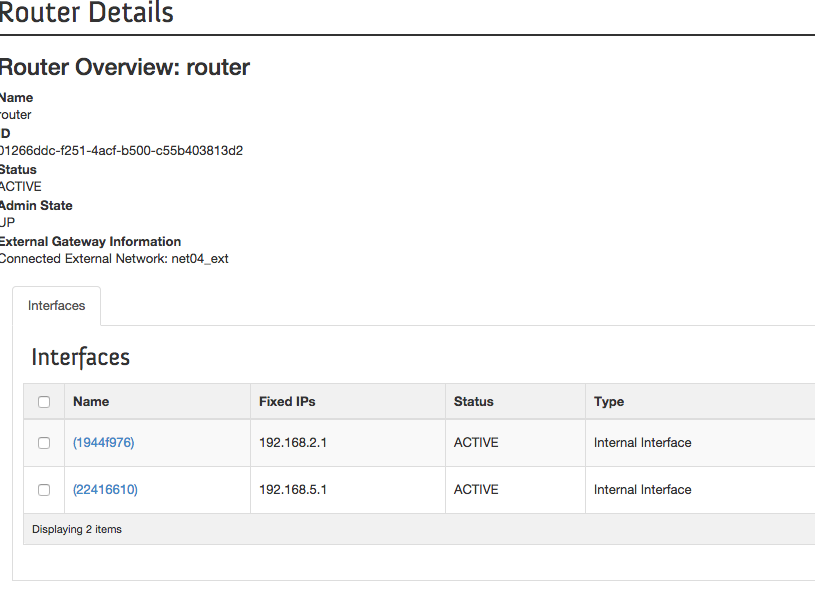 Router Details
Router Overview: router
Name
router
ID
01266ddc-f251-4acf-b500-c55b403813d2
Status
ACTIVE
Admin State
UP
External Gateway Information
Connected External Network: net04_ext
Interfaces
Interfaces
Name Fixed IPs Status Type
(1944f976) 192.168.2.1 ACTIVE Internal Interface
(22416610) 192.168.5.1 ACTIVE Internal Interface
Displaying 2 items